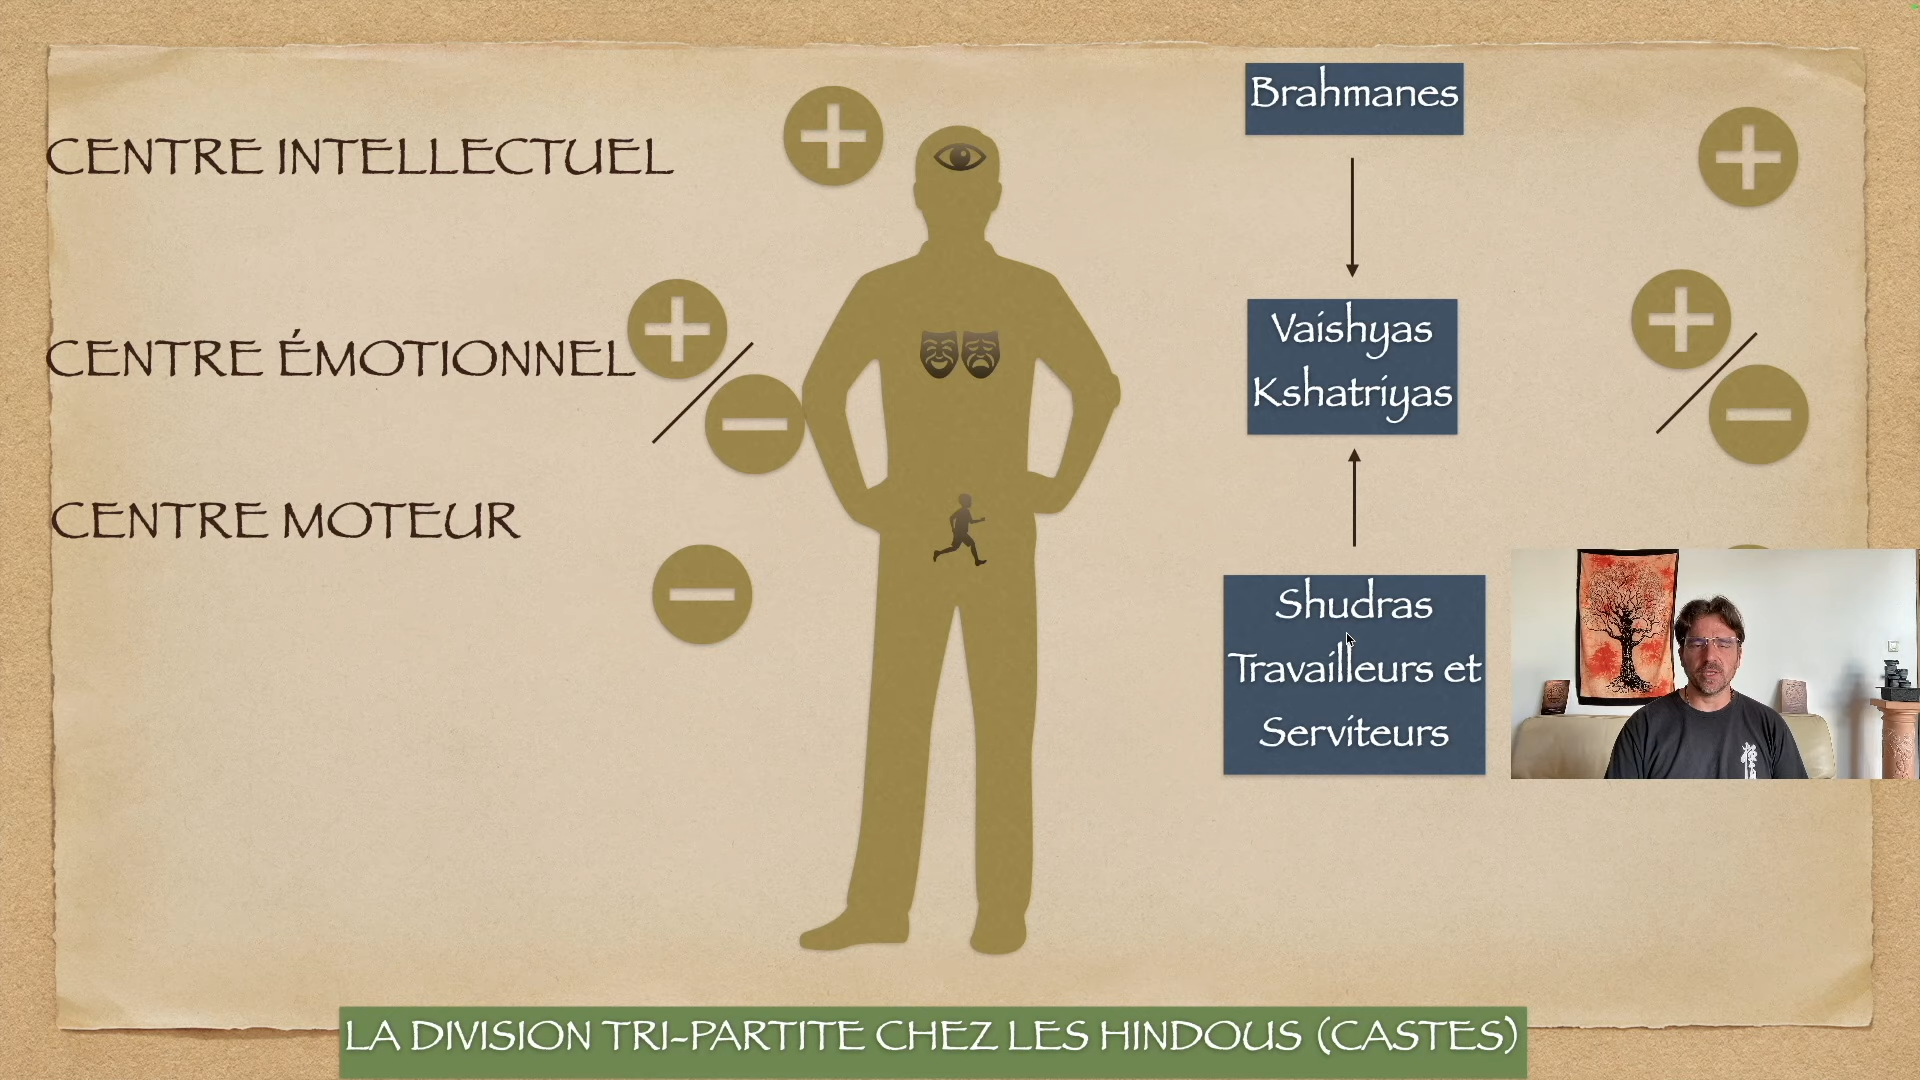 CENTRE INTELLECTUEL
CENTRE ÉMOTIONNEL
CENTRE MOTEUR
Brahmanes
Vaishyas
Kshatriyas
Shudras
Travailleurs et
Serviteurs
LA DIVISION TRI-PARTITE CHEZ LES HINDOUS (CASTES)